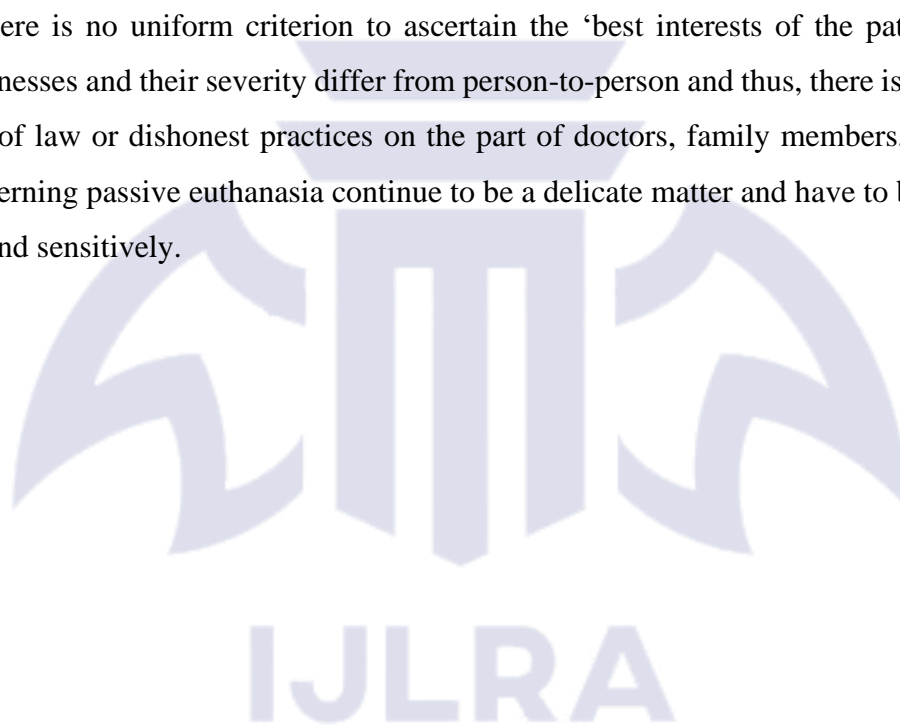 ere is no uniform criterion to ascertain the ‘best interests of the pat
nesses and their severity differ from person-to-person and thus, there is
of law or dishonest practices on the part of doctors, family members.
erning passive euthanasia continue to be a delicate matter and have to b
nd sensitively.
IJLRA